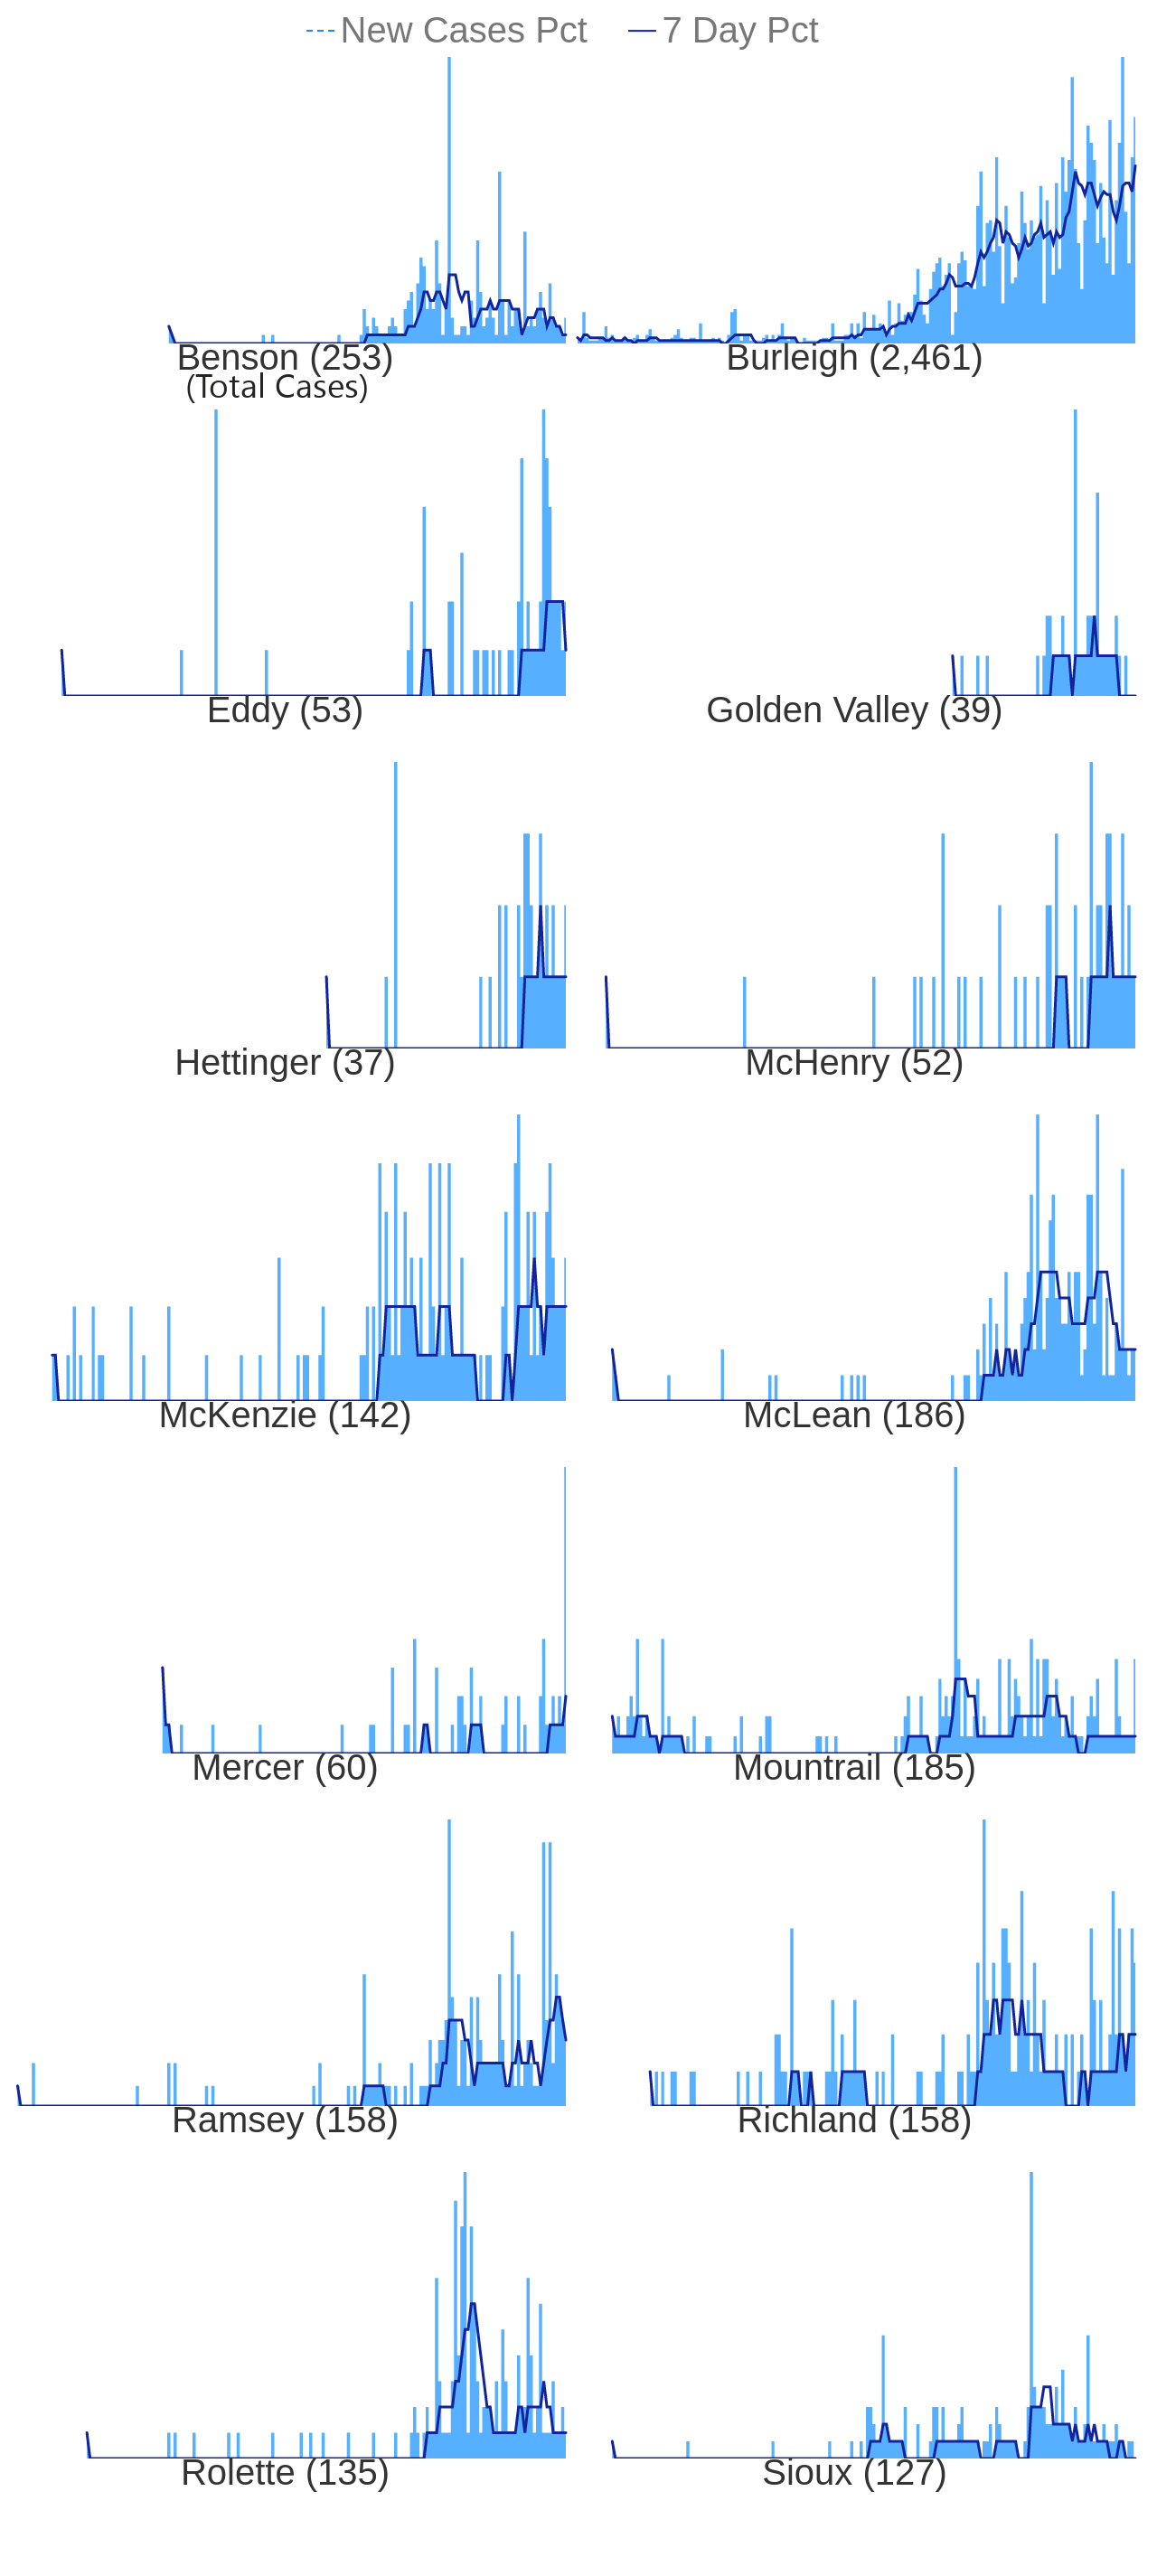 New Cases Pct 7 Day Pct
Benson (253) Burleigh (2,461)
(Total Cases)
Eddy (53) Golden Valley (39)
Hettinger (37) McHenry (52)
McKenzie (142) McLean (186)
Mercer (60) Mountrail (185)
Ramsey (158) Richland (158)
Rolette (135) Sioux (127)